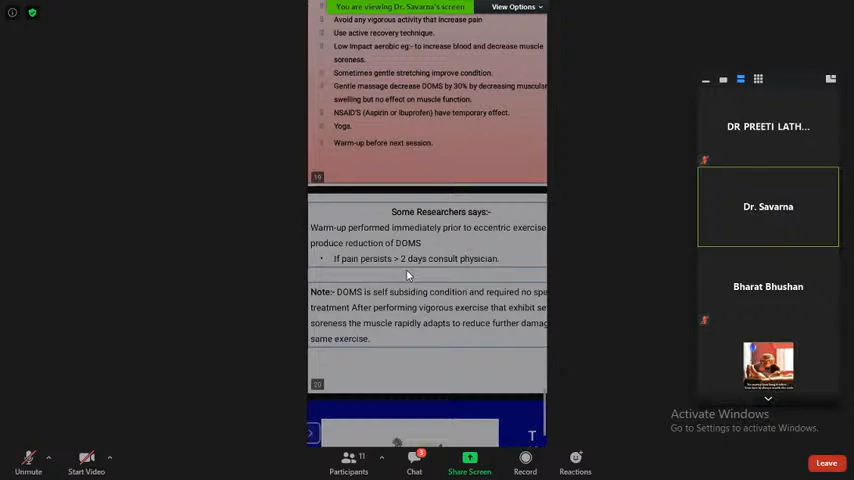 You are viewing Dr. Savarna's screen
View Options
Avoid any vigorous activity that Increase pain
Use active recovery technique.
Low Impact aerobic eg:- to increase blood and decrease muscle
soreness.
Sometimes gentle stretching improve condition.
Gentle massage decrease DOMS by 30% by decreasing muscular
swelling but no effect on muscle function.
NSAID'S (Aspirin or Ibuprofen) have temporary effect.
Yoga.
Warm-up before next session.
19
Some Researchers says:-
Warm-up performed immediately prior to eccentric exercise
produce reduction of DOMS
• If pain persists > 2 days consult physician.
Note:- DOMS is self subsiding condition and required no spe
treatment After performing vigorous exercise that exhibit se
soreness the muscle rapidly adapts to reduce further damag
same exercise.
20
T
DR PREETI LATH...
Dr. Savarna
Bharat Bhushan
Activate Windows
Go to Settings to activate Windows.
Unmute
Start Video
11
Participants
3
Chat
Share Screen
Record
Reactions
Leave